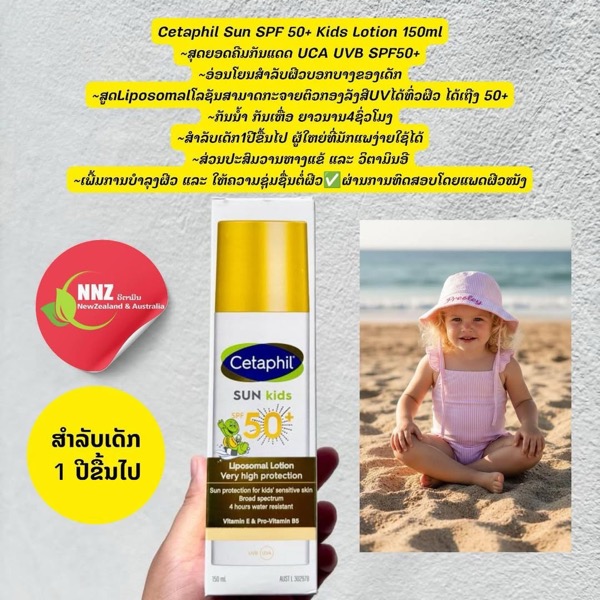 Cetaphil Sun SPF 50+ Kids Lotion 150ml
~ສຸດຍອດຄີມກັນແດດ UCA UVB SPF50+
~ອ່ອນໂຍນສຳລັບຜິວບອກບາງຂອງເດັກ
~ສູດLiposomalໂລຊັນສາມາດກະຈາຍຕົວກອງລັງສີUVໄດ້ທົ່ວຜິວ ໄດ້ເຖິງ 50+
~ກັນນ້ຳ ກັນເຫື່ອ ຍາວນານ4ຊົ່ວໂມງ
~ສຳລັບເດັກ1ປີຂຶ້ນໄປ ຜູ້ໃຫຍ່ທີ່ມັກແພງ່າຍໃຊ້ໄດ້
~ສ່ວນປະສົມວານຫາງແຂ້ ແລະ ວິຕາມິນອີ
~ເພີ້ມການບຳລຸງຜິວ ແລະ ໃຫ້ຄວາມຊຸ່ມຊື່ນຕໍ່ຜິວ✅ຜ່ານການທົດສອບໂດຍແພດຜິວໜັງ
NNZ ວິຕາມິນ
NewZealand & Australia
ສຳລັບເດັກ
1 ປີຂຶ້ນໄປ
Cetaphil
SUN kids
SPF 50+
Liposomal Lotion
Very high protection
Sun protection for kids' sensitive skin
Broad spectrum
4 hours water resistant
Vitamin E & Pro-Vitamin B5
150 mL
AUST L 302970
Presley